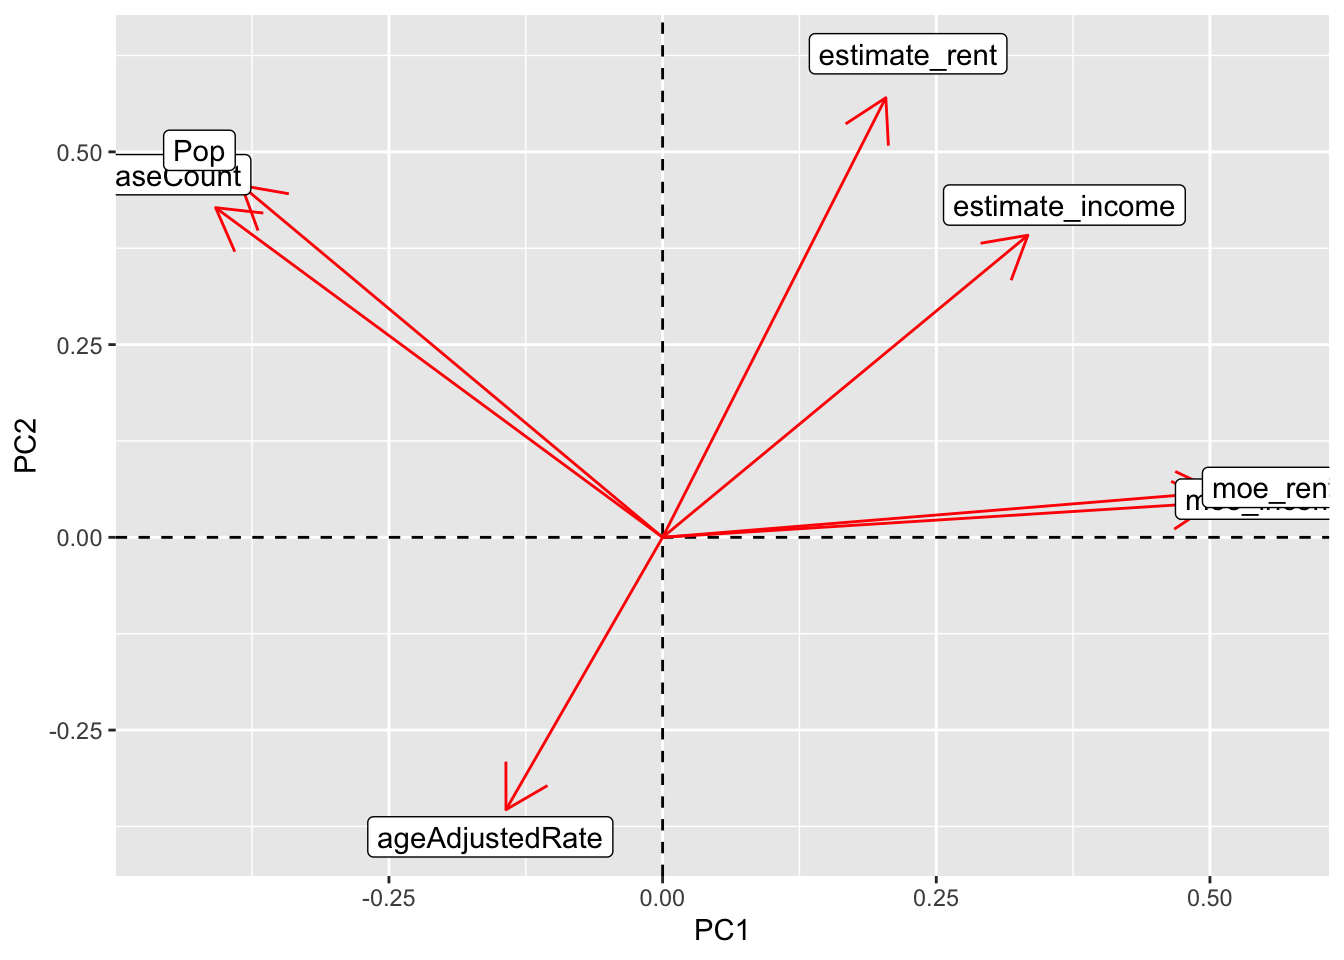 estimate_rent
Pop
aseCount
estimate_income
moe_rent
ageAdjustedRate
0.50
0.25
0.00
-0.25
-0.25
0.00
0.25
0.50
PC1
PC2